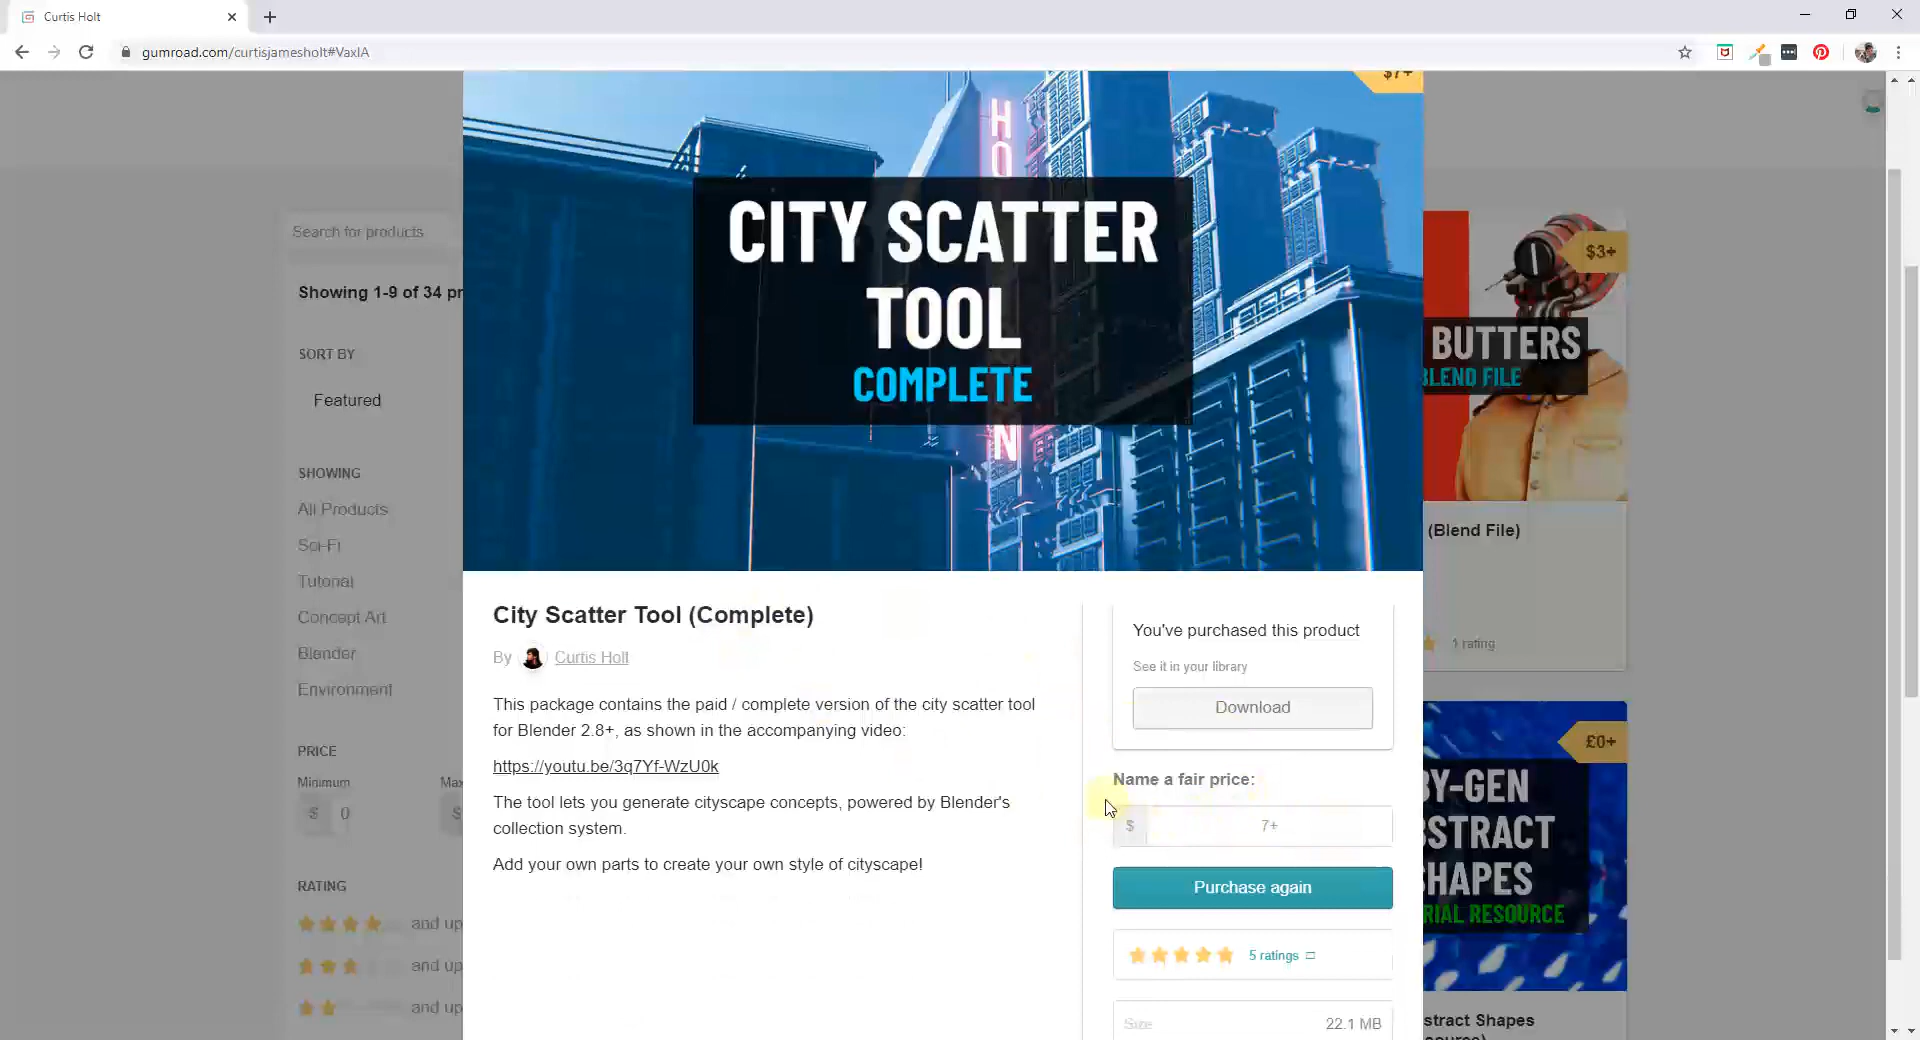 Curtis Holt
gumroad.com/curtisjamesholt#VaxlA
$7+
HO
N
CITY SCATTER
TOOL
COMPLETE
Search for products
Showing 1-9 of 34 pr
SORT BY
Featured
SHOWING
All Products
Sci-Fi
Tutorial
Concept Art
Blender
Environment
PRICE
Minimum
Max
$ 0
$
RATING
and up
and up
and up
City Scatter Tool (Complete)
By Curtis Holt
This package contains the paid / complete version of the city scatter tool
for Blender 2.8+, as shown in the accompanying video:
https://youtu.be/3q7Yf-WzU0k
The tool lets you generate cityscape concepts, powered by Blender's
collection system.
Add your own parts to create your own style of cityscape!
You've purchased this product
See it in your library
Download
Name a fair price:
$ 7+
Purchase again
5 ratings
Size 22.1 MB
$3+
BUTTERS
BLEND FILE
(Blend File)
1 rating
£0+
BY-GEN
BSTRACT
SHAPES
RIAL RESOURCE
stract Shapes